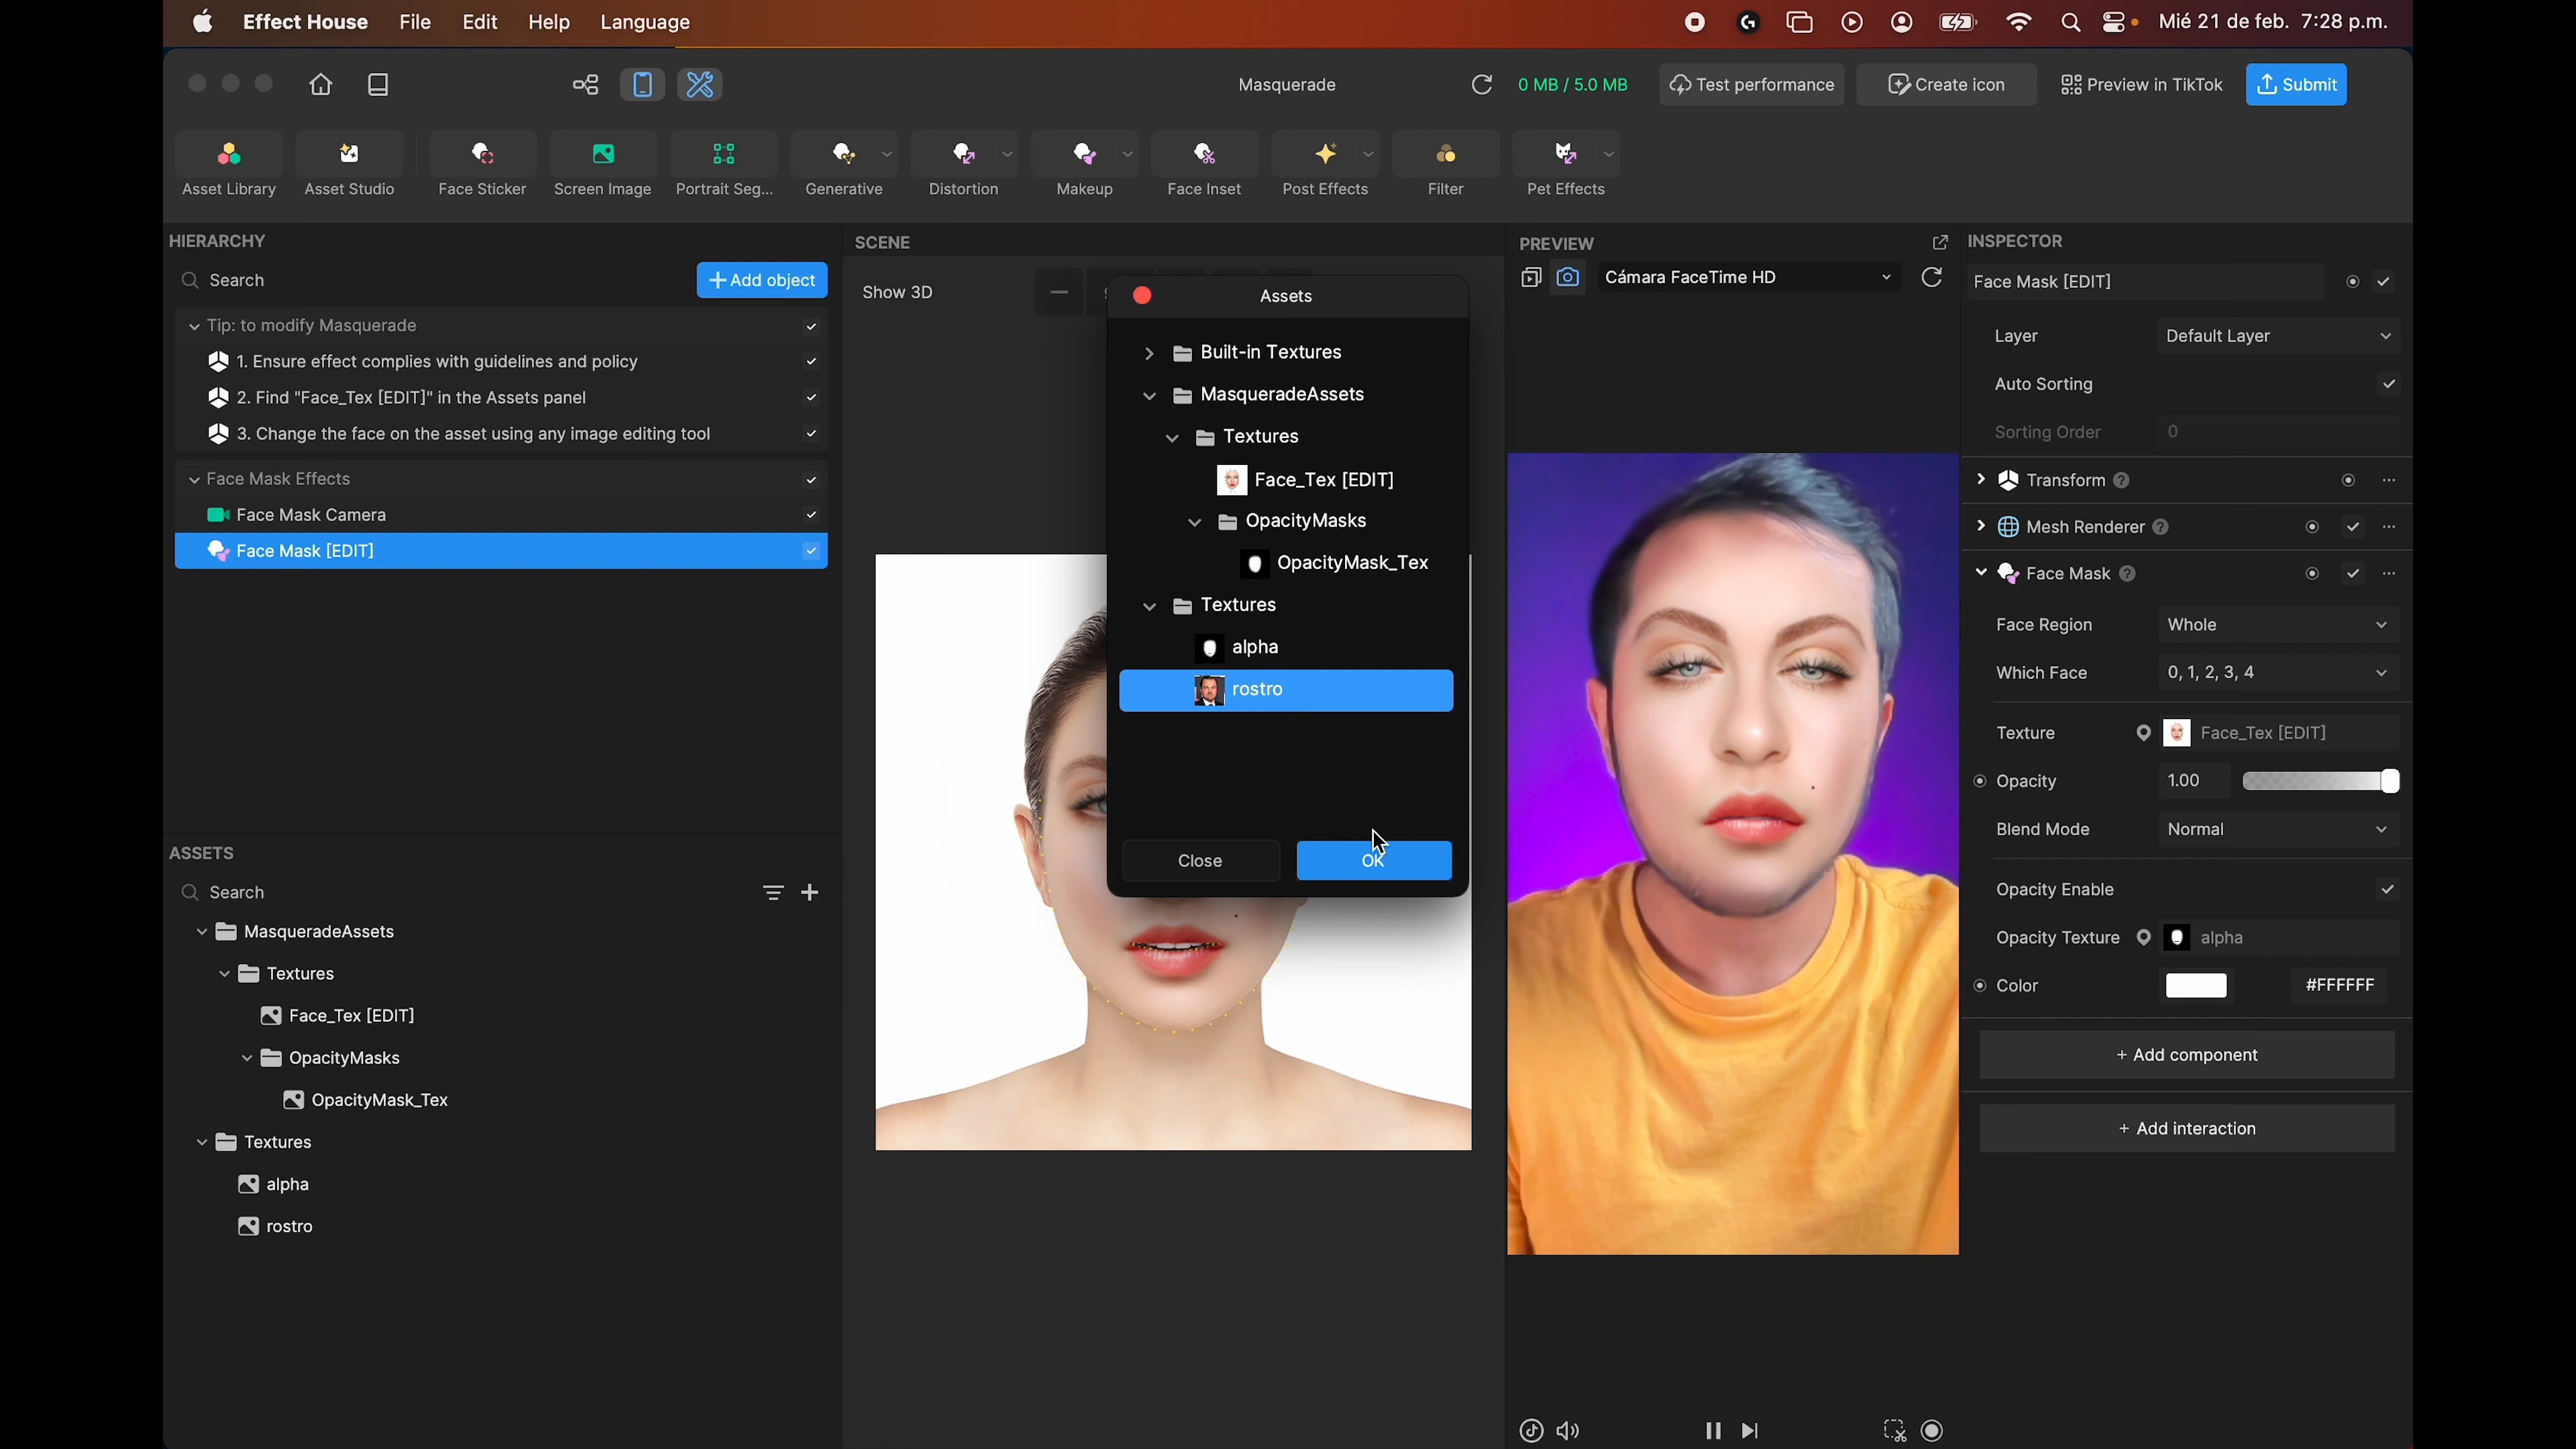 Effect House File Edit Help Language Mié 21 de feb. 7:28 p.m.
Masquerade 0 MB / 5.0 MB Test performance Create icon Preview in TikTok Submit
Asset Library Asset Studio Face Sticker Screen Image Portrait Seg... Generative Distortion Makeup Face Inset Post Effects Filter Pet Effects
HIERARCHY
Search
+ Add object
Tip: to modify Masquerade
1. Ensure effect complies with guidelines and policy
2. Find "Face_Tex [EDIT]" in the Assets panel
3. Change the face on the asset using any image editing tool
Face Mask Effects
Face Mask Camera
Face Mask [EDIT]
ASSETS
Search
MasqueradeAssets
Textures
Face_Tex [EDIT]
OpacityMasks
OpacityMask_Tex
Textures
alpha
rostro
SCENE
Show 3D
Assets
Built-in Textures
MasqueradeAssets
Textures
Face_Tex [EDIT]
OpacityMasks
OpacityMask_Tex
Textures
alpha
rostro
Close
OK
PREVIEW
Cámara FaceTime HD
INSPECTOR
Face Mask [EDIT]
Layer Default Layer
Auto Sorting
Sorting Order 0
Transform
Mesh Renderer
Face Mask
Face Region Whole
Which Face 0, 1, 2, 3, 4
Texture Face_Tex [EDIT]
Opacity 1.00
Blend Mode Normal
Opacity Enable
Opacity Texture alpha
Color #FFFFFF
+ Add component
+ Add interaction